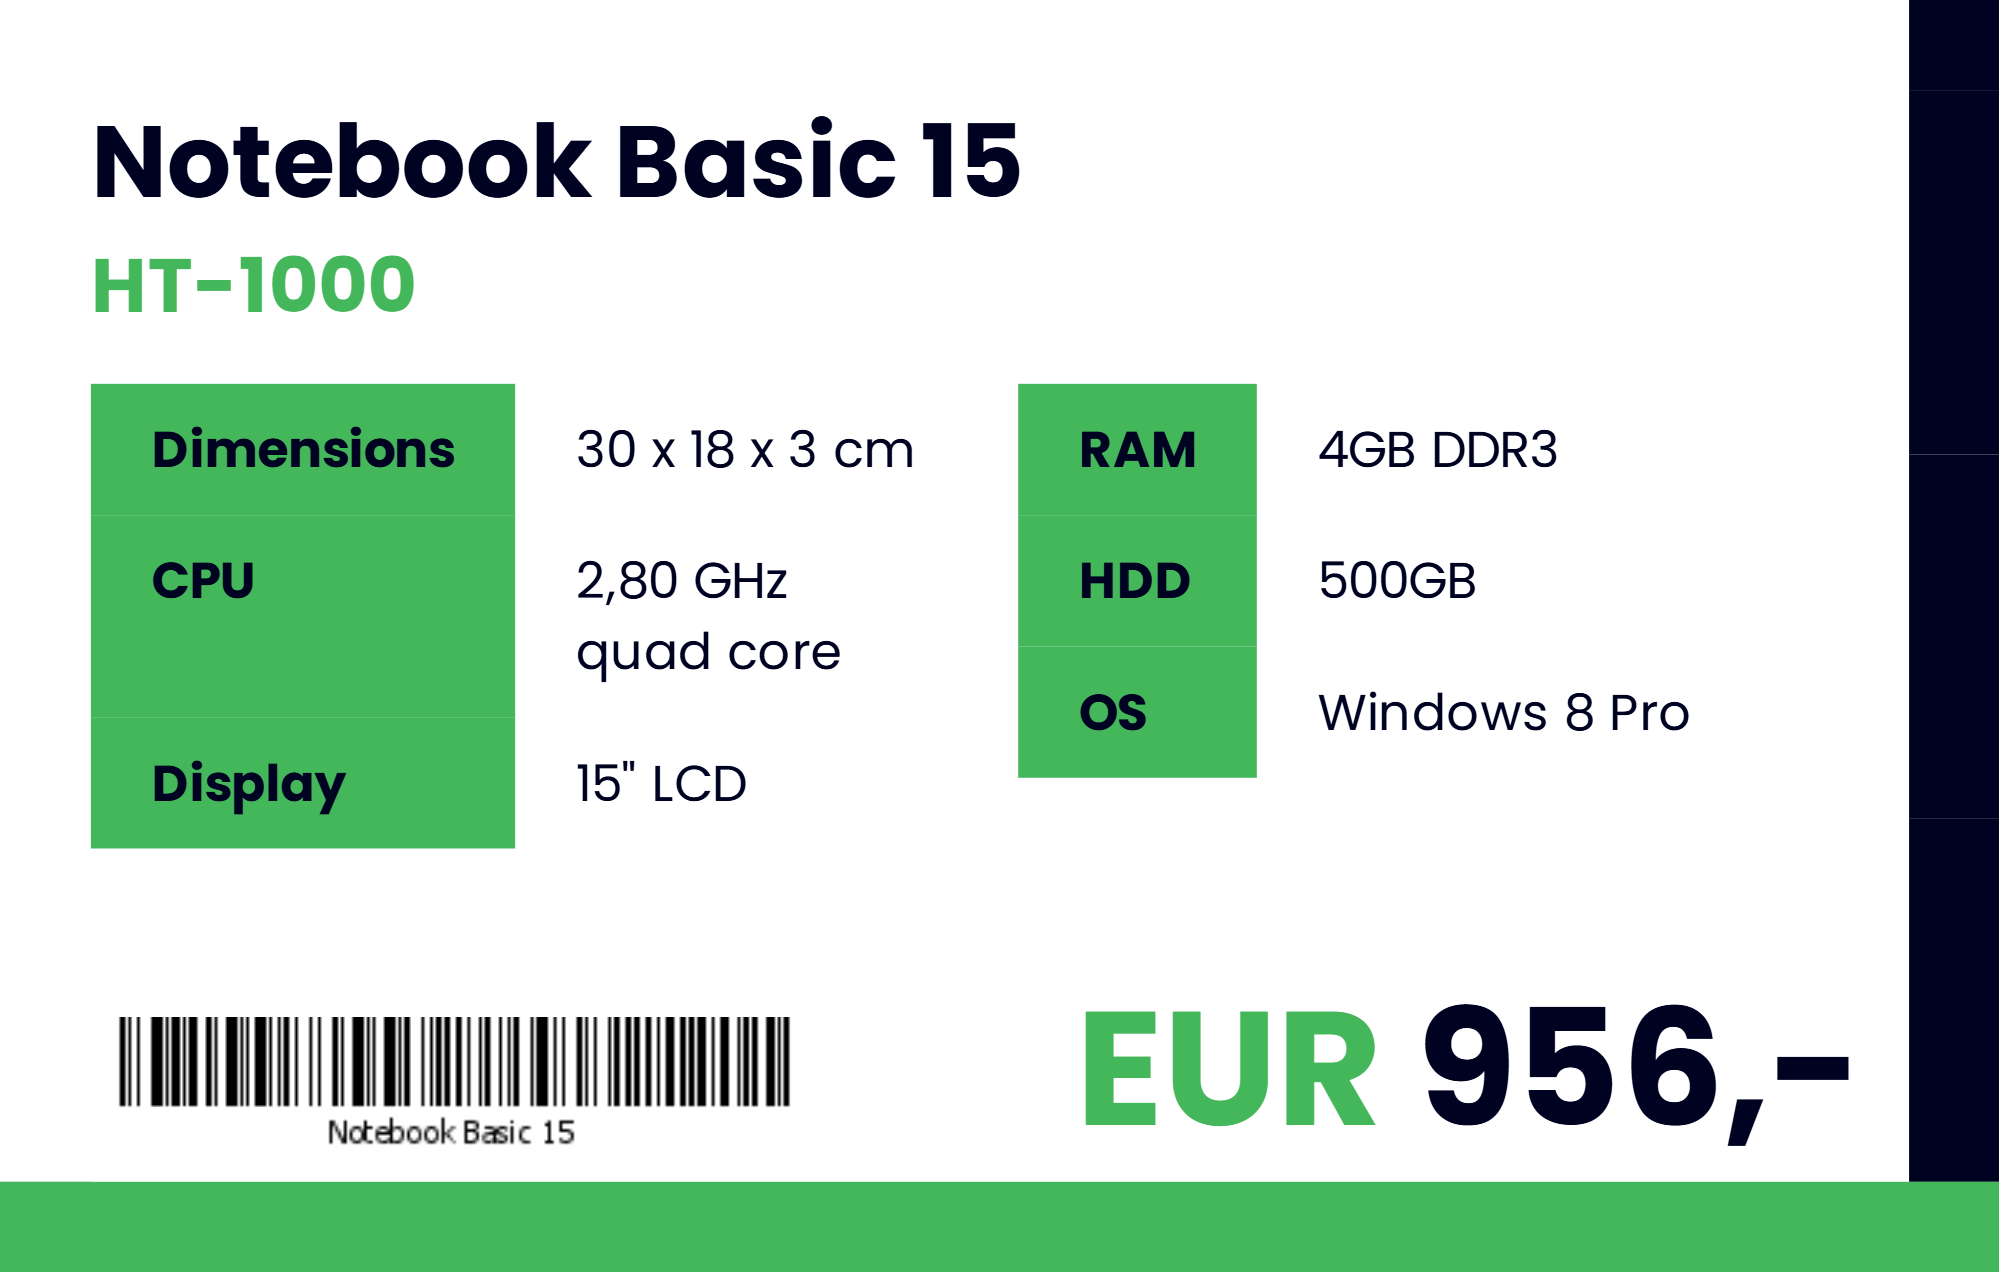 Notebook Basic 15
HT-1000
Dimensions 30 x 18 x 3 cm
CPU 2,80 GHz
quad core
Display 15" LCD
RAM 4GB DDR3
HDD 500GB
OS Windows 8 Pro
Notebook Basic 15
EUR 956,-